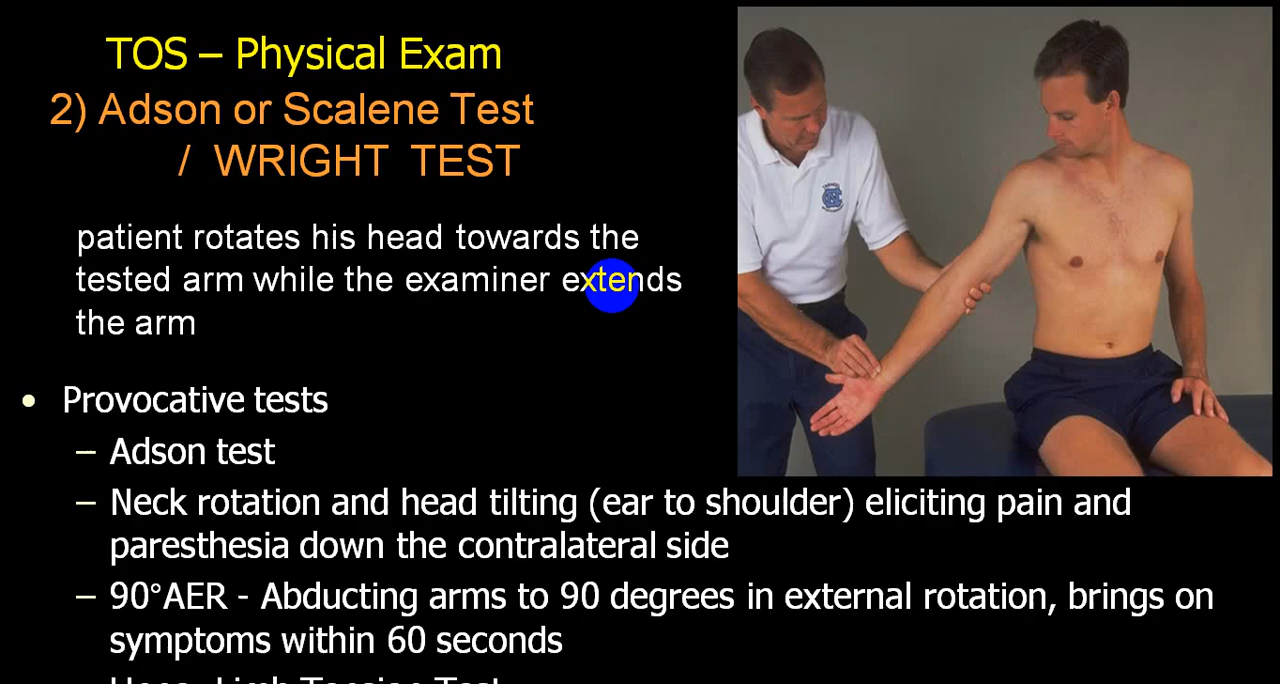 TOS – Physical Exam
2) Adson or Scalene Test
/ WRIGHT TEST
patient rotates his head towards the
tested arm while the examiner extends
the arm
• Provocative tests
– Adson test
– Neck rotation and head tilting (ear to shoulder) eliciting pain and
paresthesia down the contralateral side
– 90°AER - Abducting arms to 90 degrees in external rotation, brings on
symptoms within 60 seconds